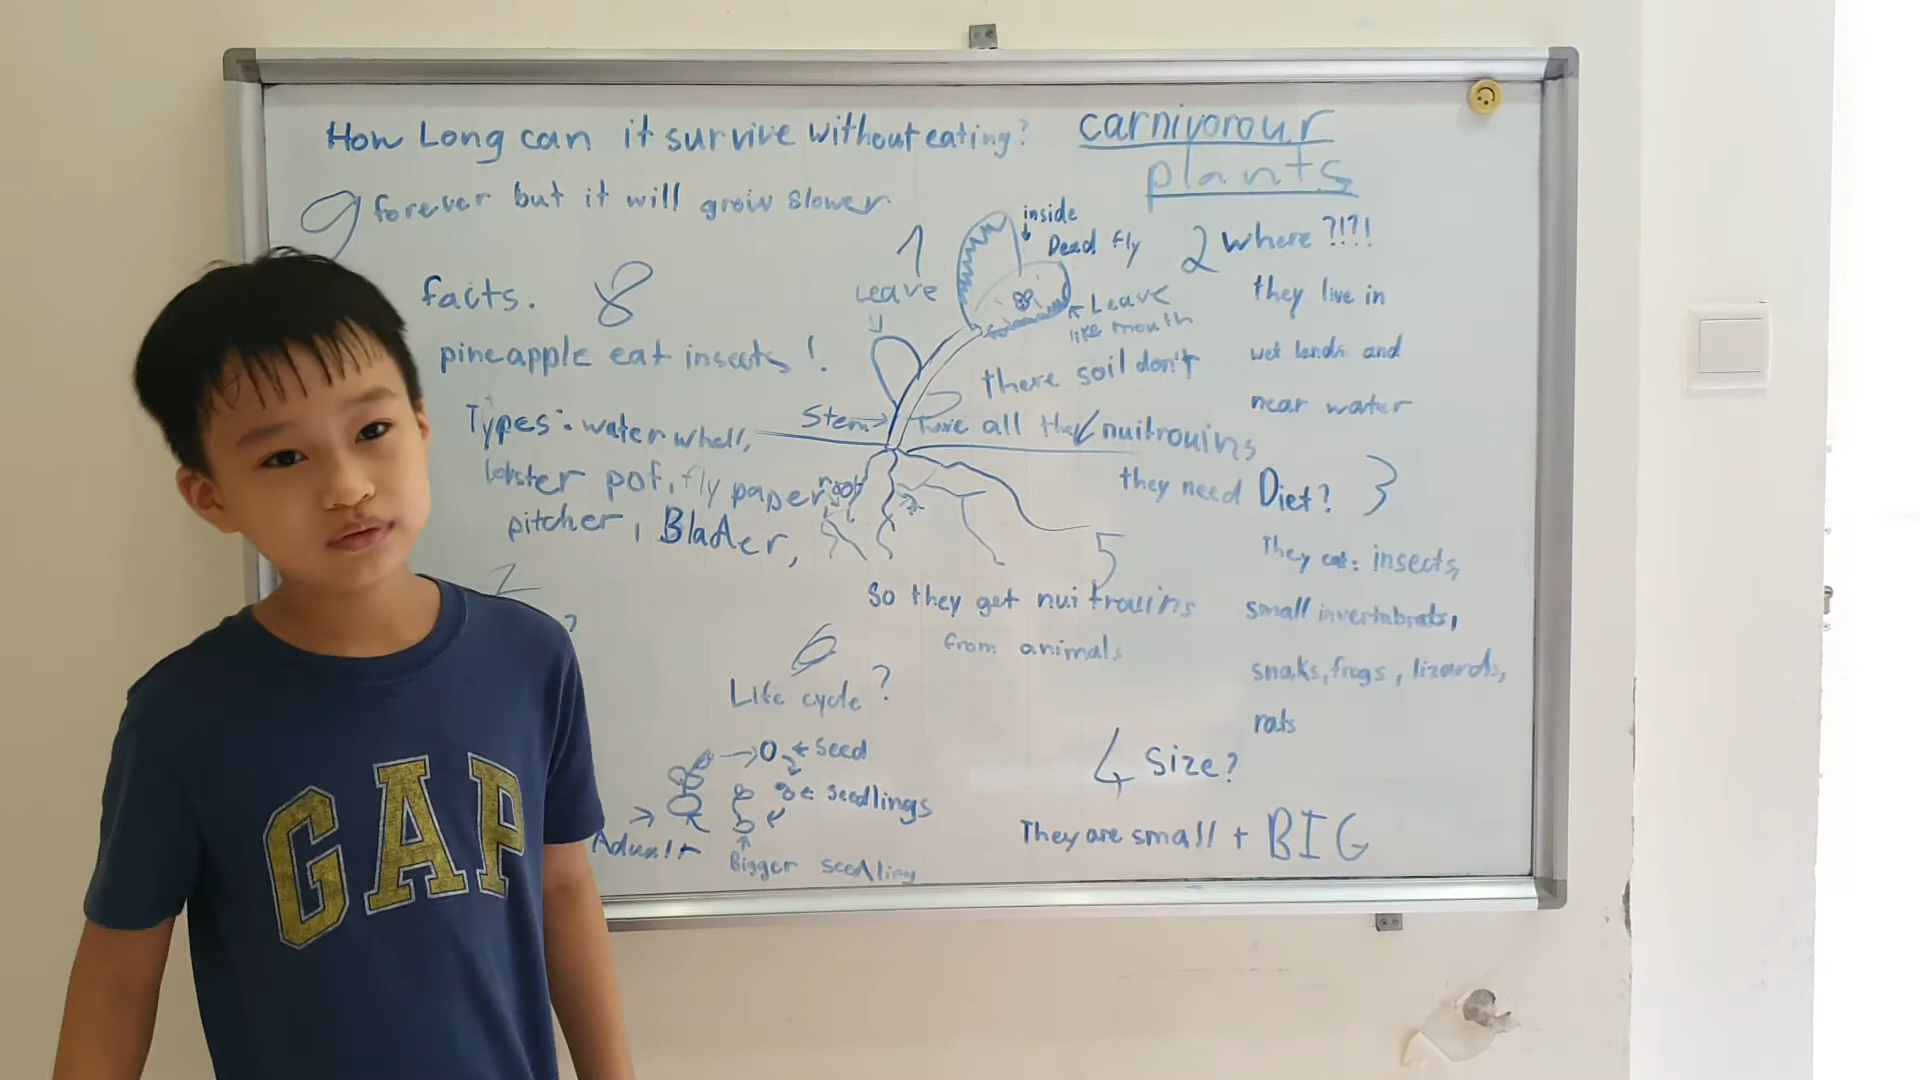 How Long can it survive without eating?
9 forever but it will grow slower
carnivorour
plants
1
Leave
inside
Dead fly
Leave
like mouth
Stem
root
2 where ?!?!
they live in
wet lands and
near water
facts. 8
pineapple eat insects !
Types: water whell,
lobster pot, fly paper
pitcher, Bladder,
7
?
there soil don't
have all the nuitrouins
they need
5
So they get nuitrouins
from animals
Diet? 3
They eat: insects,
small invertabrats,
snaks, frogs, lizards,
rats
4 Size?
They are small + BIG
6
Life cycle?
Seed
Seedlings
Bigger seedling
Adualt
GAP